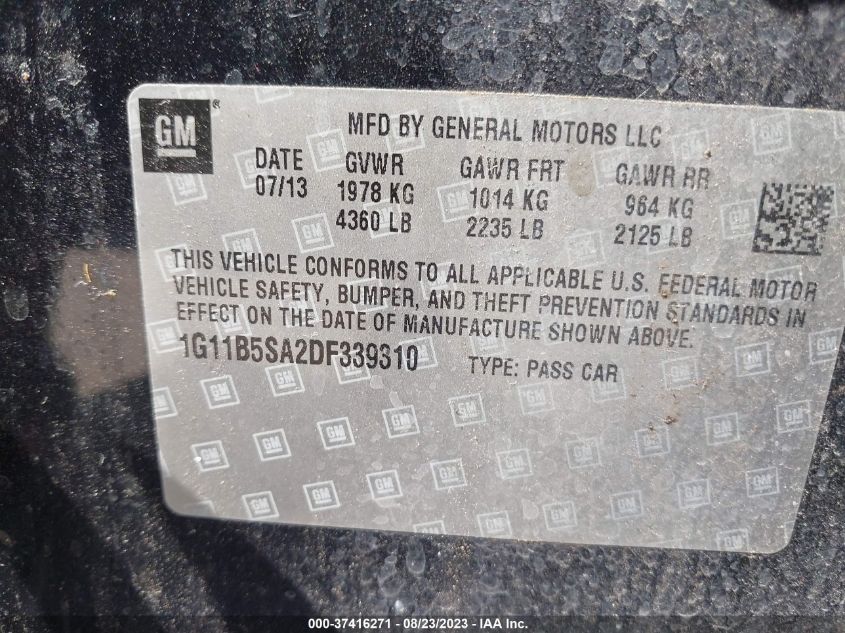 GM ®
MFD BY GENERAL MOTORS LLC
DATE GVWR GAWR FRT GAWR RR
07/13 1978 KG 1014 KG 964 KG
4360 LB 2235 LB 2125 LB
THIS VEHICLE CONFORMS TO ALL APPLICABLE U.S. FEDERAL MOTOR
VEHICLE SAFETY, BUMPER, AND THEFT PREVENTION STANDARDS IN
EFFECT ON THE DATE OF MANUFACTURE SHOWN ABOVE.
1G11B5SA2DF339310 TYPE: PASS CAR
000-37416271 - 08/23/2023 - IAA Inc.